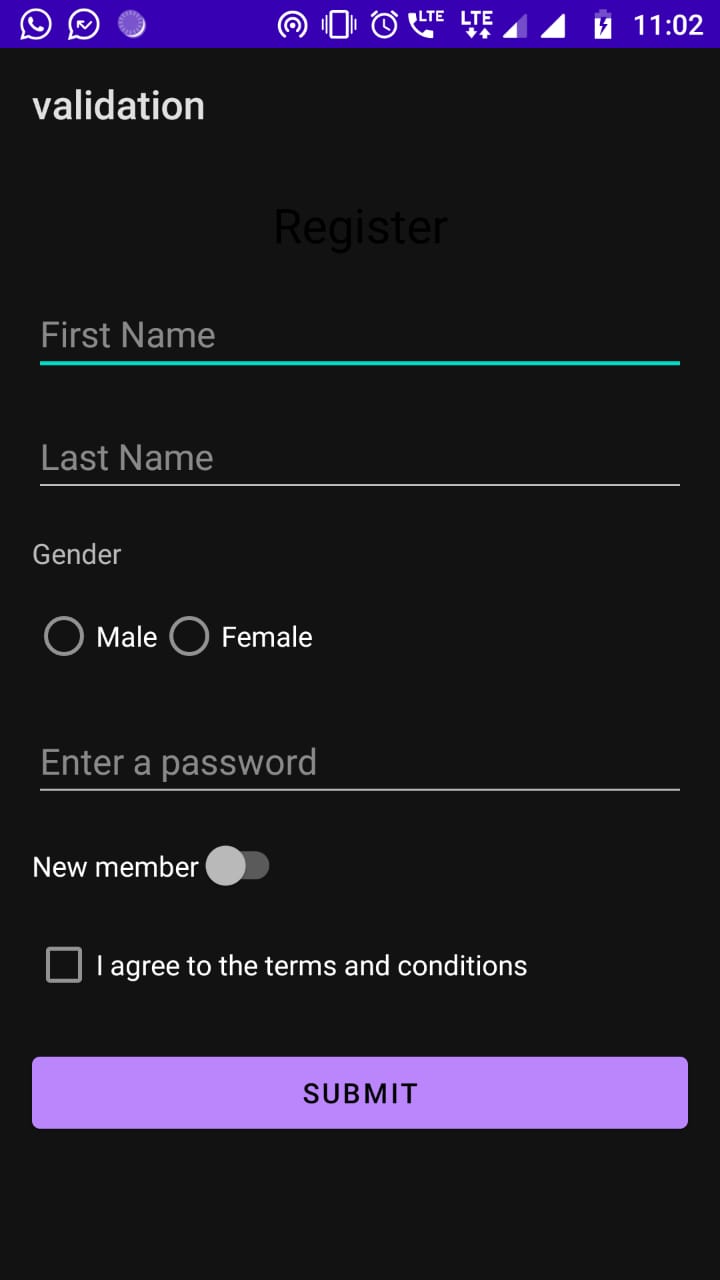 LTE LTE 11:02
validation
Register
First Name
Last Name
Gender
Male Female
Enter a password
New member
I agree to the terms and conditions
SUBMIT